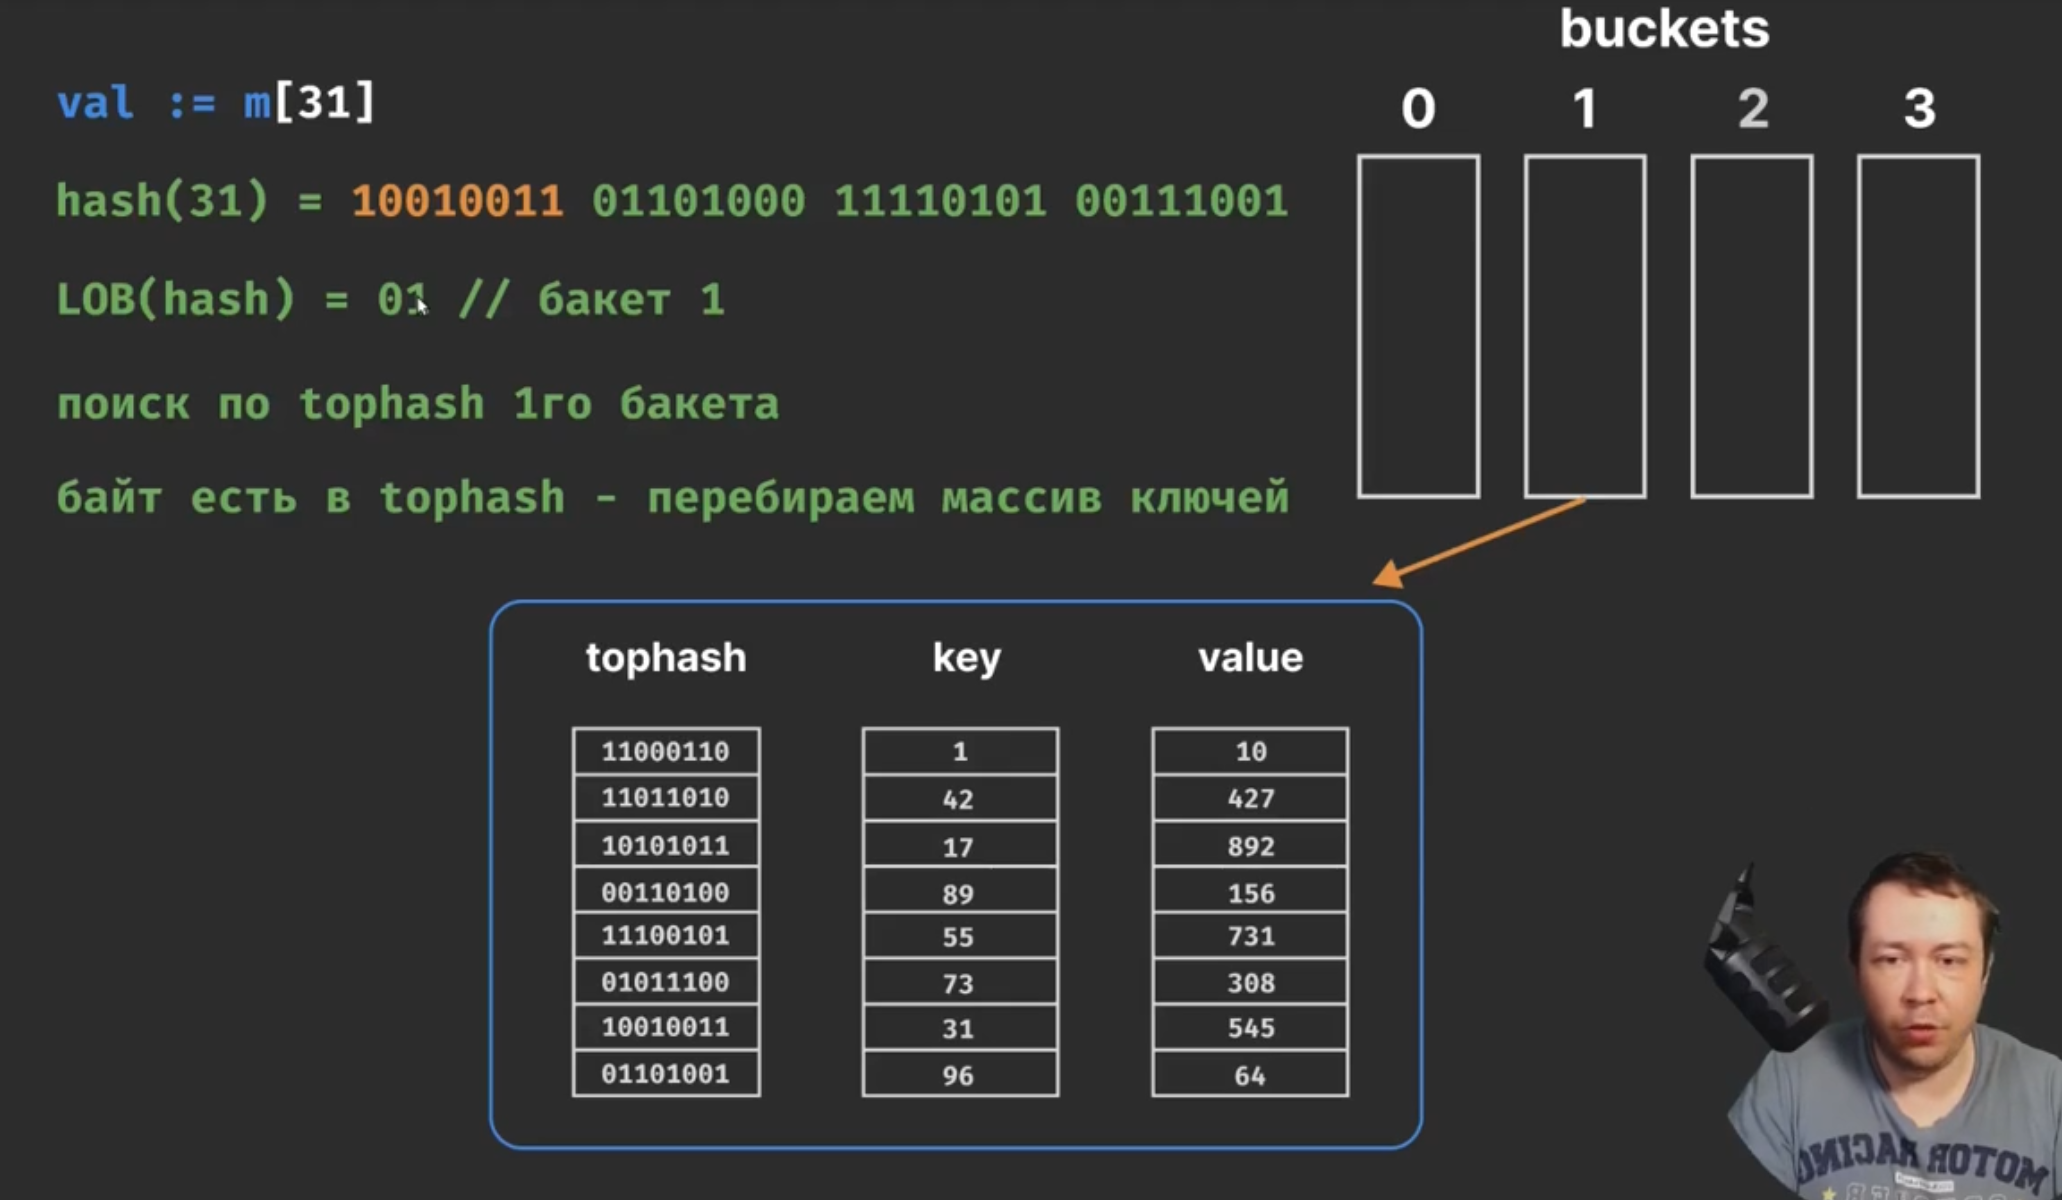 buckets
val := m[31]
0 1 2 3
hash(31) = 10010011 01101000 11110101 00111001
LOB(hash) = 01 // бакет 1
поиск по tophash 1го бакета
байт есть в tophash - перебираем массив ключей
tophash key value
11000110 1 10
11011010 42 427
10101011 17 892
00110100 89 156
11100101 55 731
01011100 73 308
10010011 31 545
01101001 96 64
MOTOR RACING